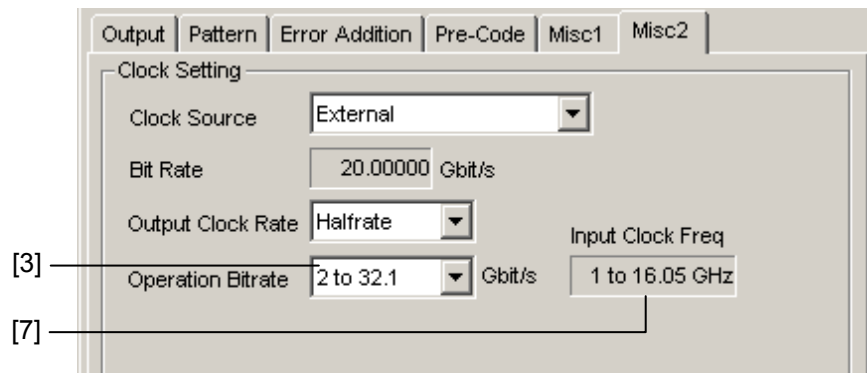 Output Pattern Error Addition Pre-Code Misc1 Misc2
Clock Setting
Clock Source External
Bit Rate 20.00000 Gbit/s
Output Clock Rate Halfrate
Input Clock Freq
[3] Operation Bitrate 2 to 32.1 Gbit/s 1 to 16.05 GHz
[7]